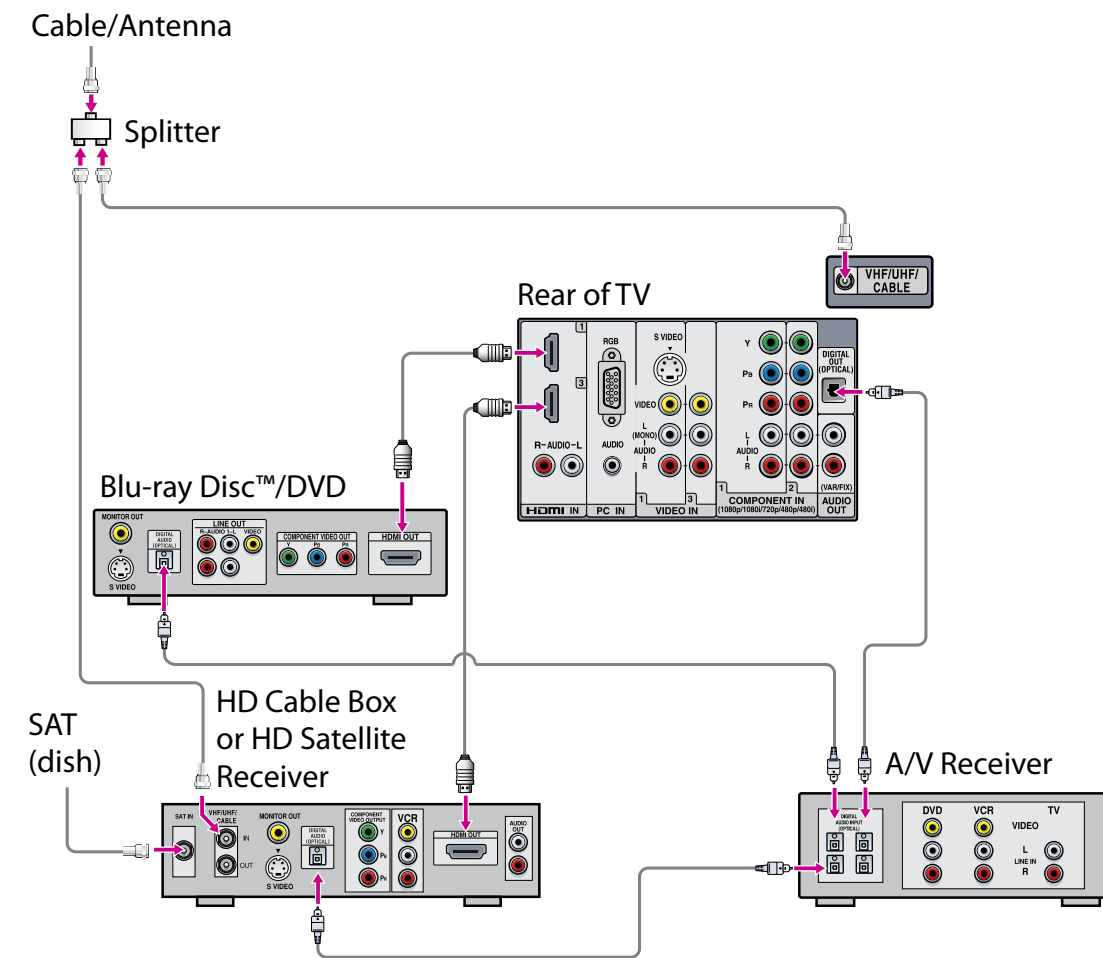 Cable/Antenna
Splitter
VHF/UHF/
CABLE
Rear of TV
1
3
R-AUDIO-L
HDMI IN
RGB
AUDIO
PC IN
S VIDEO
VIDEO
L
(MONO)
AUDIO
R
1
3
VIDEO IN
Y
PB
PR
L
AUDIO
R
1
2
COMPONENT IN
(1080p/1080i/720p/480p/480i)
DIGITAL
OUT
(OPTICAL)
(VAR/FIX)
AUDIO
OUT
Blu-ray Disc™/DVD
MONITOR OUT
S VIDEO
DIGITAL
AUDIO
(OPTICAL)
LINE OUT
R-AUDIO 1-L VIDEO
COMPONENT VIDEO OUT
Y PB PR
HDMI OUT
SAT
(dish)
HD Cable Box
or HD Satellite
Receiver
SAT IN
VHF/UHF/
CABLE
IN
OUT
MONITOR OUT
S VIDEO
DIGITAL
AUDIO
(OPTICAL)
COMPONENT
VIDEO OUTPUT
Y
PB
PR
VCR
HDMI OUT
AUDIO
OUT
A/V Receiver
DIGITAL
AUDIO INPUT
(OPTICAL)
DVD VCR TV
VIDEO
L
LINE IN
R